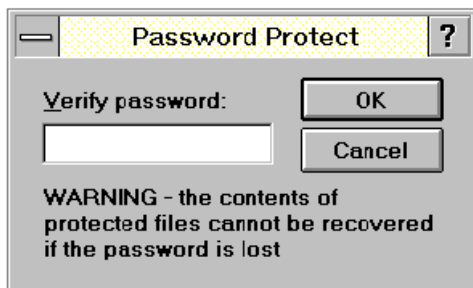 Password Protect ?
Verify password:
OK
Cancel
WARNING - the contents of
protected files cannot be recovered
if the password is lost